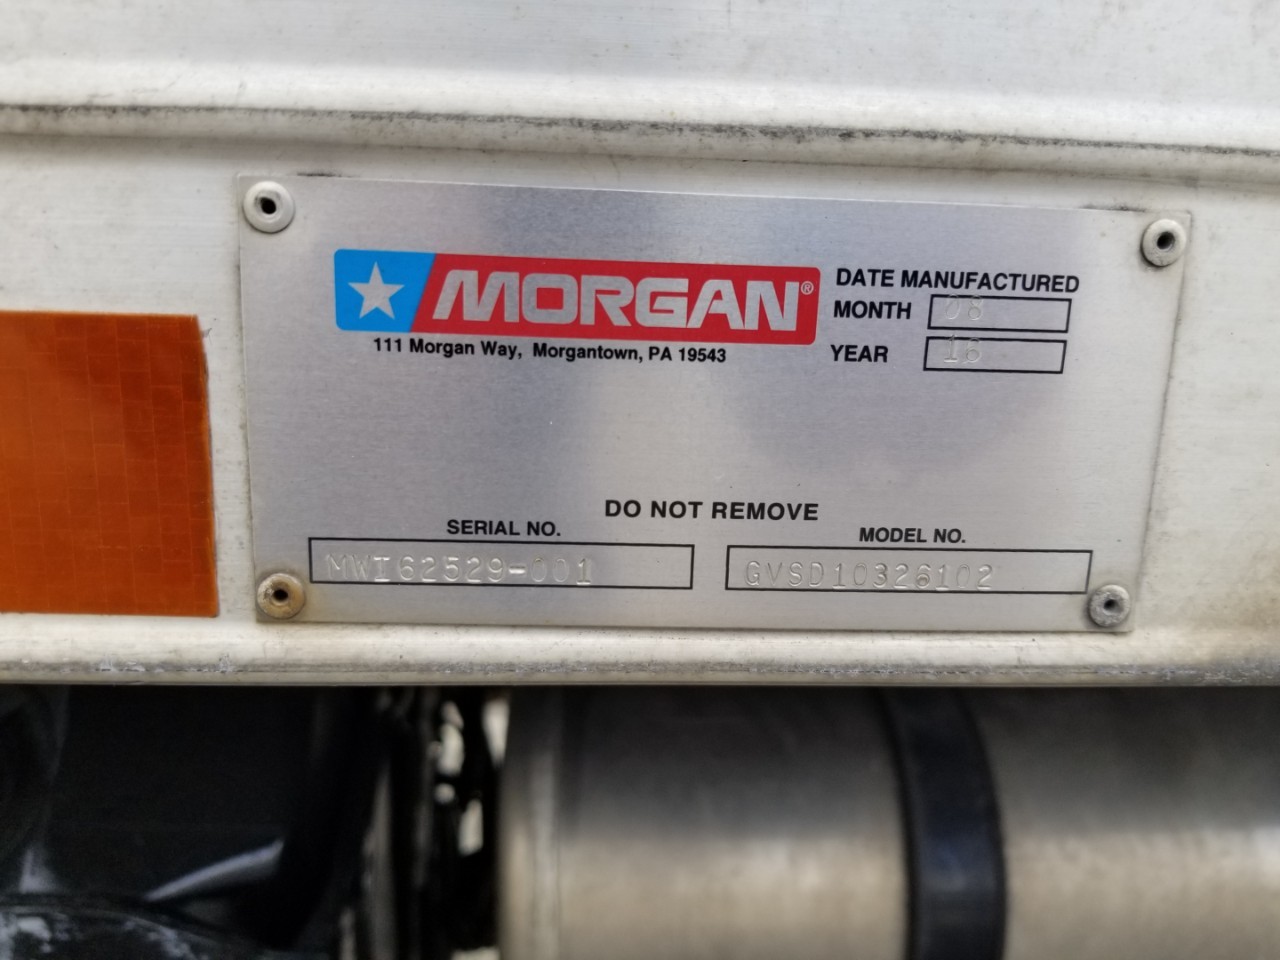 MORGAN®
111 Morgan Way, Morgantown, PA 19543
DATE MANUFACTURED
MONTH 08
YEAR 16
DO NOT REMOVE
SERIAL NO.
MWI62529-001
MODEL NO.
GVSD10326102